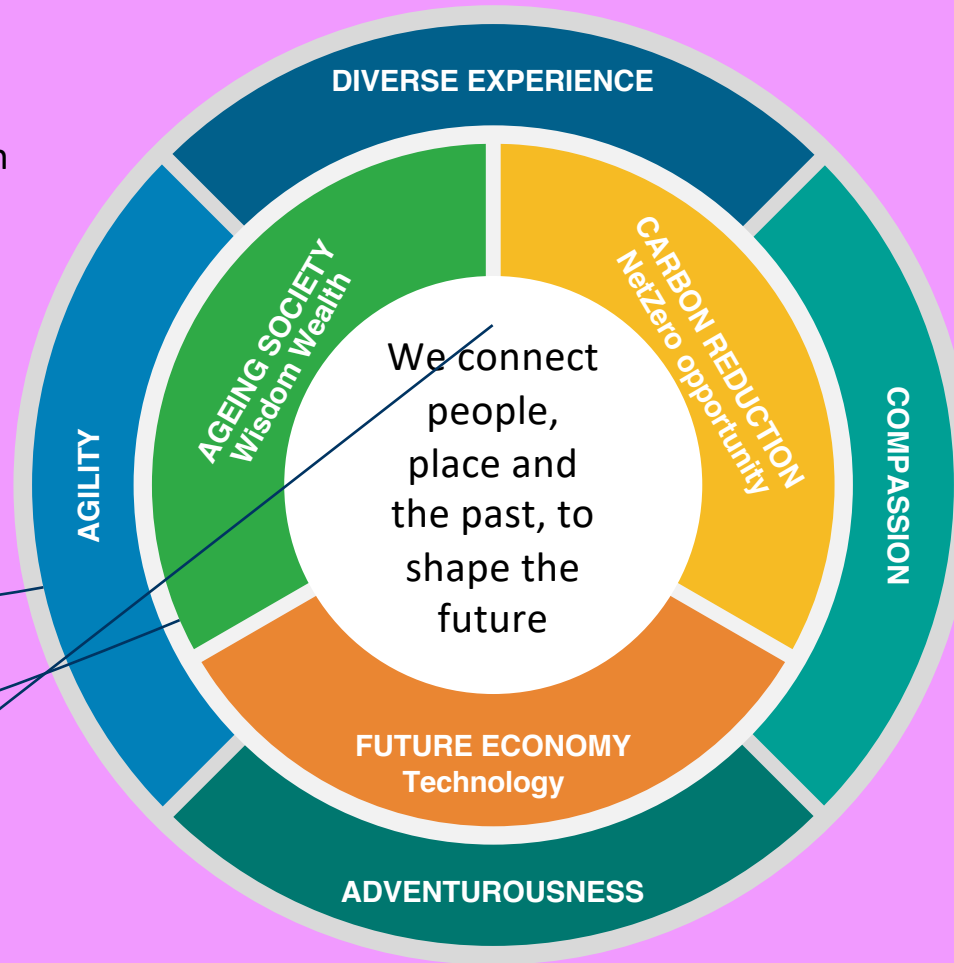 DIVERSE EXPERIENCE
AGEING SOCIETY
Wisdom Wealth
CARBON REDUCTION
NetZero opportunity
AGILITY
We connect
people,
place and
the past, to
shape the
future
COMPASSION
FUTURE ECONOMY
Technology
ADVENTUROUSNESS